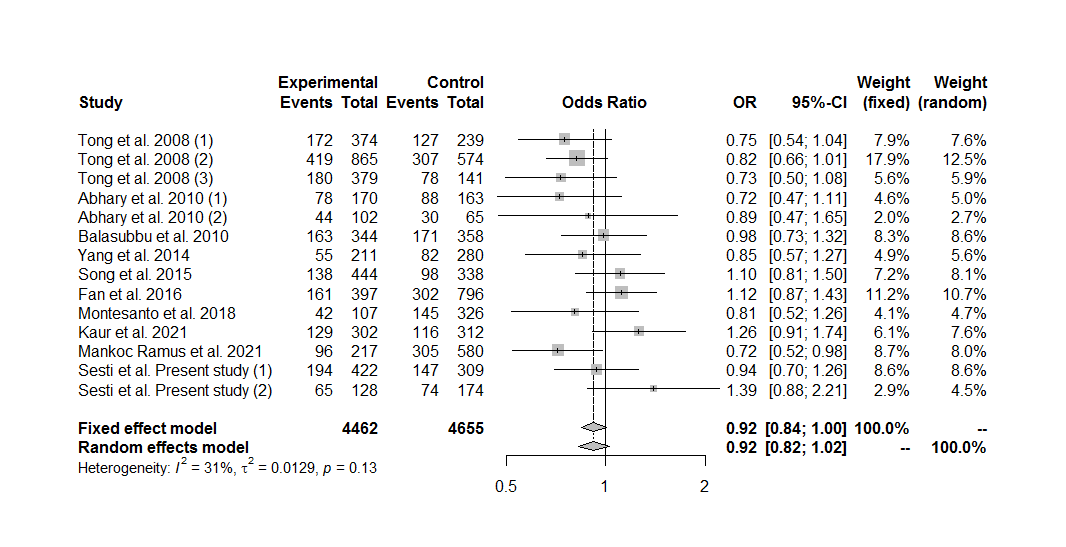 Experimental Control Weight Weight
Study Events Total Events Total Odds Ratio OR 95%-CI (fixed) (random)
Tong et al. 2008 (1) 172 374 127 239 0.75 [0.54; 1.04] 7.9% 7.6%
Tong et al. 2008 (2) 419 865 307 574 0.82 [0.66; 1.01] 17.9% 12.5%
Tong et al. 2008 (3) 180 379 78 141 0.73 [0.50; 1.08] 5.6% 5.9%
Abhary et al. 2010 (1) 78 170 88 163 0.72 [0.47; 1.11] 4.6% 5.0%
Abhary et al. 2010 (2) 44 102 30 65 0.89 [0.47; 1.65] 2.0% 2.7%
Balasubbu et al. 2010 163 344 171 358 0.98 [0.73; 1.32] 8.3% 8.6%
Yang et al. 2014 55 211 82 280 0.85 [0.57; 1.27] 4.9% 5.6%
Song et al. 2015 138 444 98 338 1.10 [0.81; 1.50] 7.2% 8.1%
Fan et al. 2016 161 397 302 796 1.12 [0.87; 1.43] 11.2% 10.7%
Montesanto et al. 2018 42 107 145 326 0.81 [0.52; 1.26] 4.1% 4.7%
Kaur et al. 2021 129 302 116 312 1.26 [0.91; 1.74] 6.1% 7.6%
Mankoc Ramus et al. 2021 96 217 305 580 0.72 [0.52; 0.98] 8.7% 8.0%
Sesti et al. Present study (1) 194 422 147 309 0.94 [0.70; 1.26] 8.6% 8.6%
Sesti et al. Present study (2) 65 128 74 174 1.39 [0.88; 2.21] 2.9% 4.5%
Fixed effect model 4462 4655 0.92 [0.84; 1.00] 100.0% --
Random effects model 0.92 [0.82; 1.02] -- 100.0%
Heterogeneity: I² = 31%, τ² = 0.0129, p = 0.13
0.5 1 2